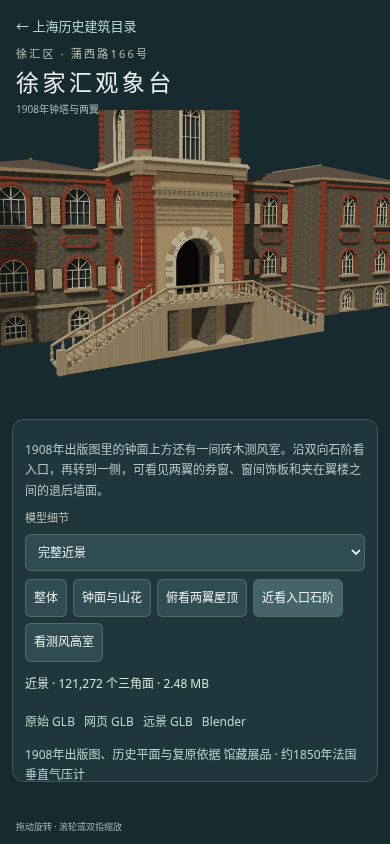 ← 上海历史建筑目录
徐汇区 · 蒲西路166号
徐家汇观象台
1908年钟塔与两翼
1908年出版图里的钟面上方还有一间砖木测风室。沿双向石阶看
入口，再转到一侧，可看见两翼的券窗、窗间饰板和夹在翼楼之
间的退后墙面。
模型细节
完整近景
整体
钟面与山花
俯看两翼屋顶
近看入口石阶
看测风高室
近景 · 121,272 个三角面 · 2.48 MB
原始 GLB 网页 GLB 远景 GLB Blender
1908年出版图、历史平面与复原依据 馆藏展品 · 约1850年法国
垂直气压计
拖动旋转 · 滚轮或双指缩放